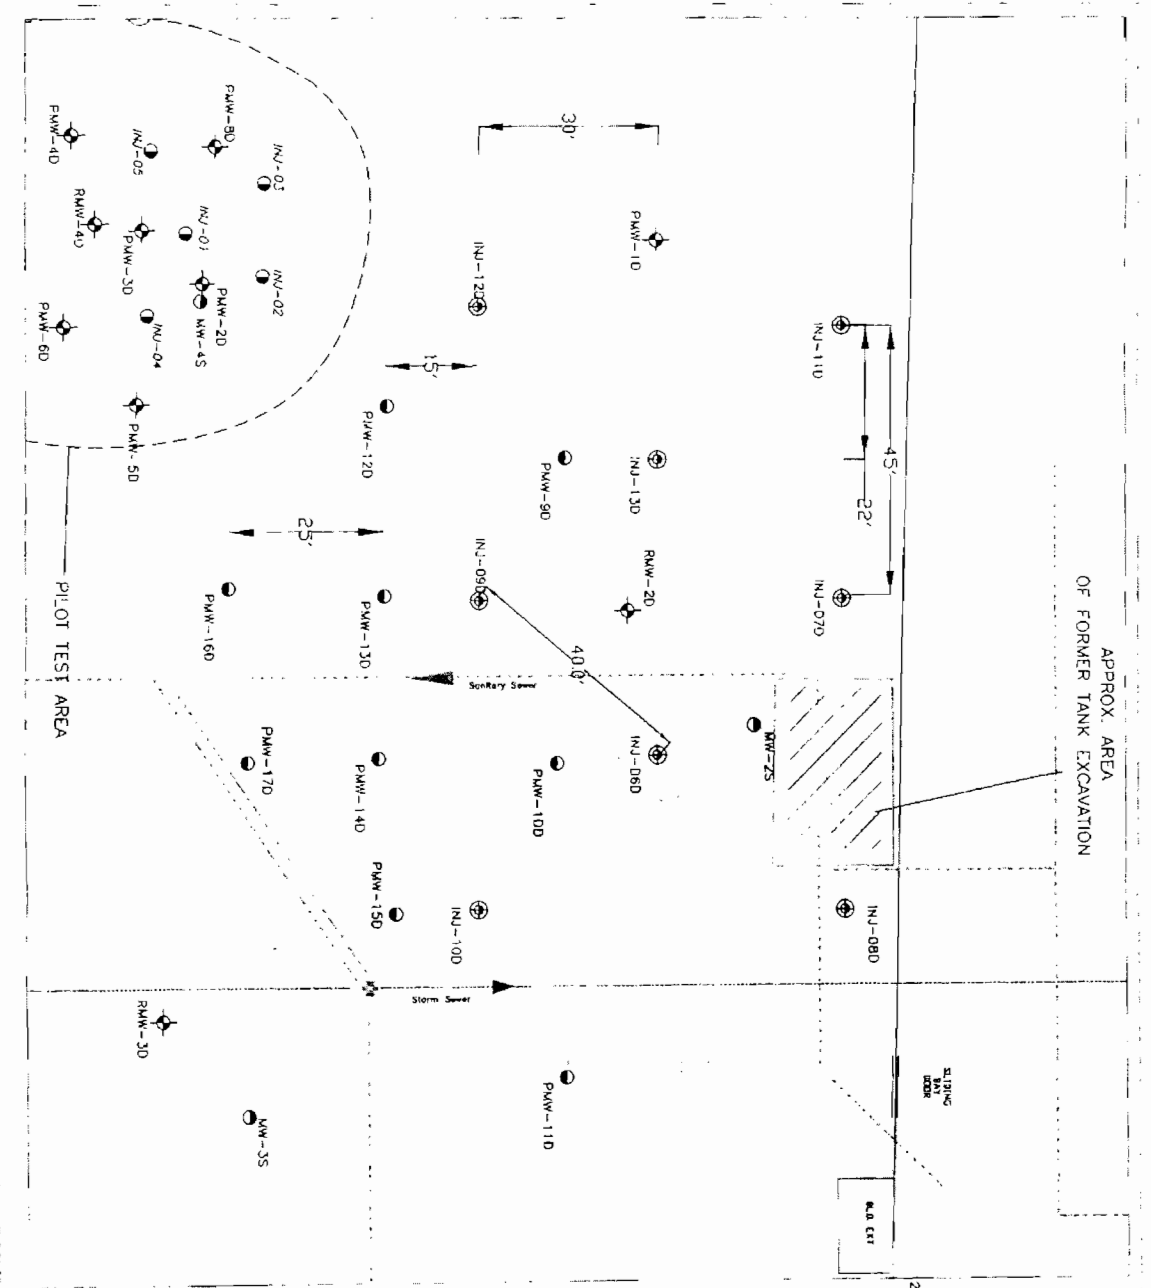 APPROX. AREA
OF FORMER TANK EXCAVATION
45'
22'
INJ-11D
INJ-07D
INJ-08D
SLIDING
BAY
DOOR
BLD. EXT
2
30'
PMW-1D
INJ-13D
RMW-2D
INJ-06D
MW-2S
40.0'
PMW-9D
PMW-10D
PMW-11D
INJ-12D
INJ-09D
Sanitary Sewer
INJ-10D
Storm Sewer
15'
PMW-12D
PMW-13D
PMW-14D
PMW-15D
25'
PMW-16D
PMW-17D
MW-3S
RMW-3D
INJ-03
INJ-02
PMW-8D
PMW-2D
MW-4S
INJ-01
INJ-05
INJ-04
PMW-3D
PMW-5D
PMW-4D
RMW-4D
PMW-6D
PILOT TEST AREA